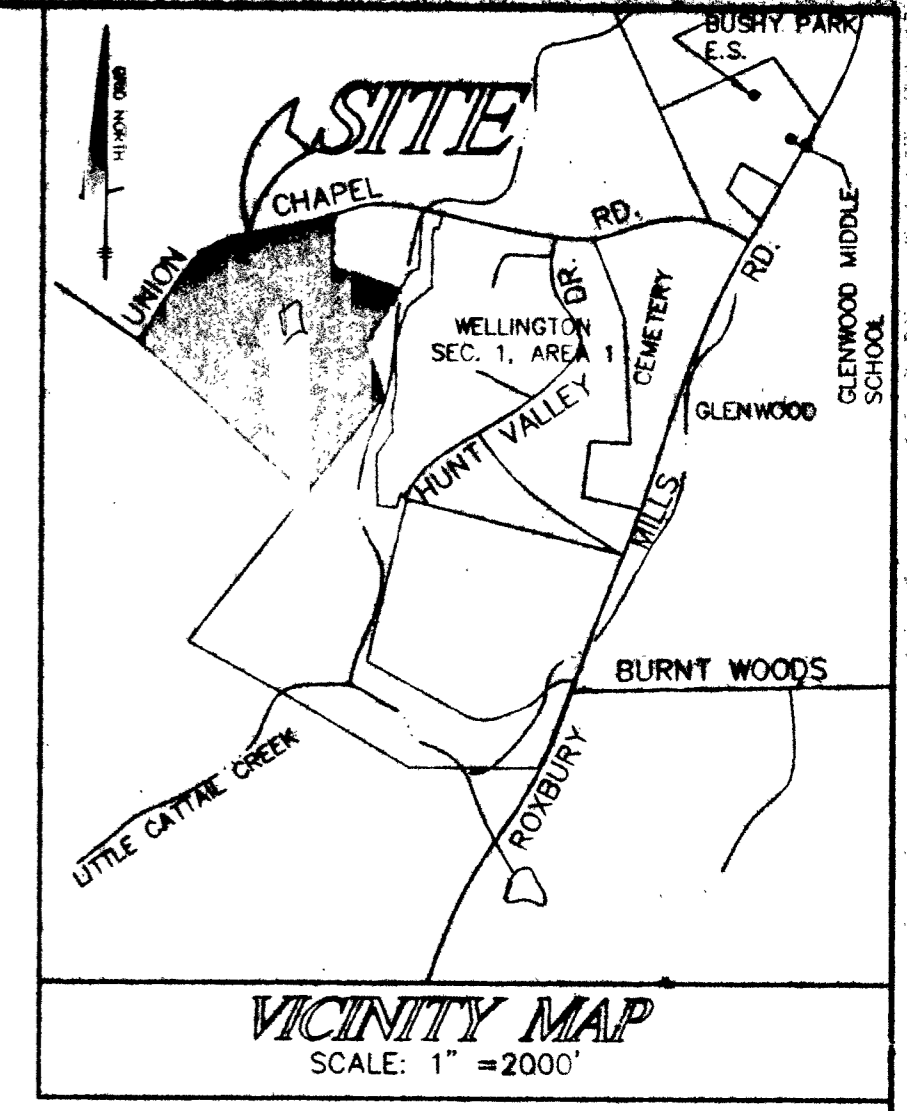 BUSHY PARK
E.S.
GRID NORTH
SITE
UNION
CHAPEL
RD.
GLENWOOD MIDDLE
SCHOOL
RD.
DR.
CEMETERY
WELLINGTON
SEC. 1, AREA 1
HUNT VALLEY
GLENWOOD
MILLS
BURNT WOODS
ROXBURY
LITTLE CATTAIL CREEK
VICINITY MAP
SCALE: 1" =2000'